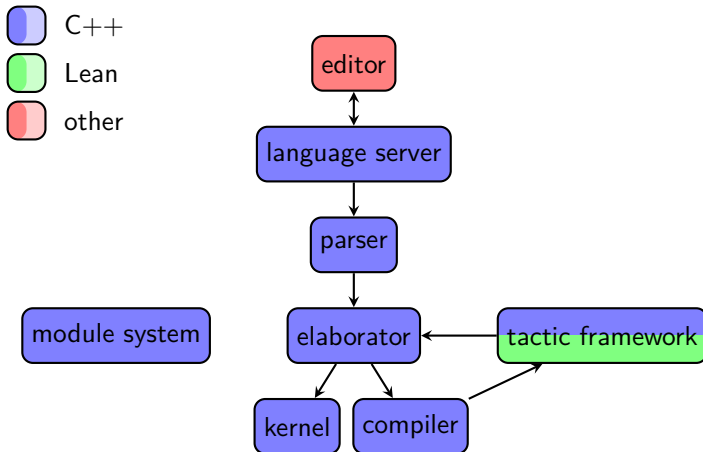 C++
Lean
other
editor
language server
parser
module system
elaborator
tactic framework
kernel
compiler